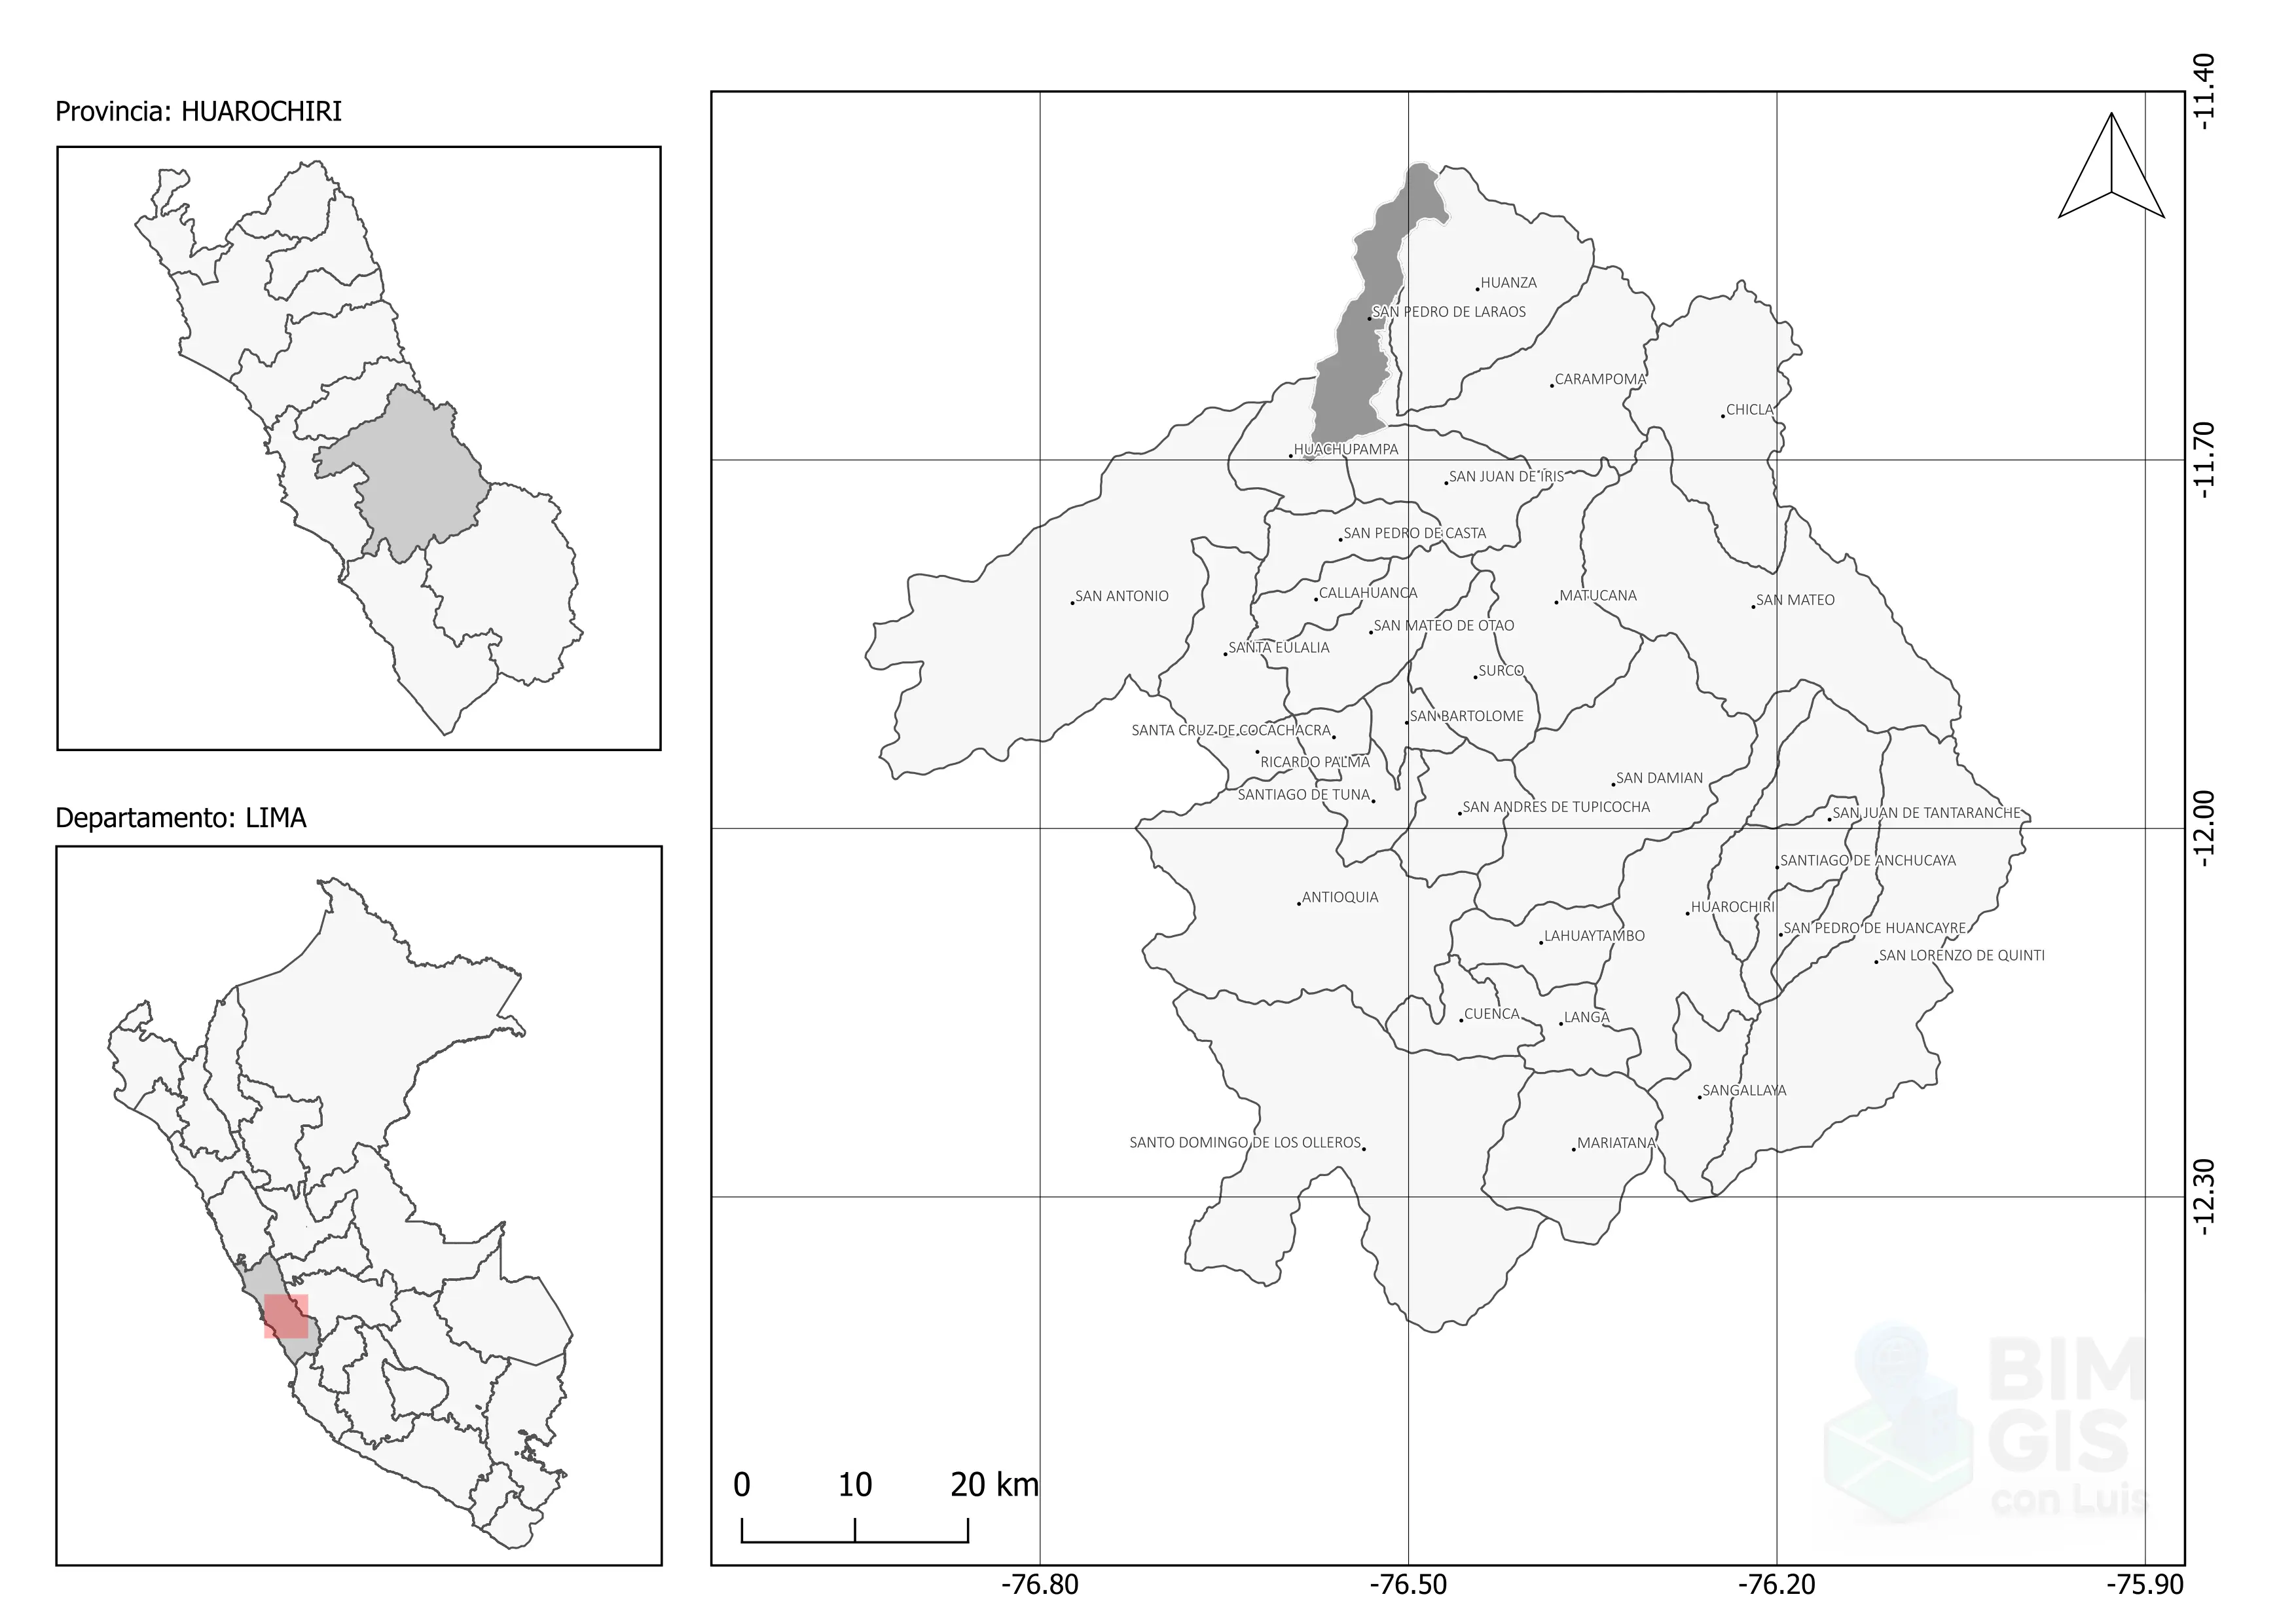 Provincia: HUAROCHIRI
Departamento: LIMA
-11.40
-11.70
-12.00
-12.30
HUANZA
SAN PEDRO DE LARAOS
CARAMPOMA
CHICLA
HUACHUPAMPA
SAN JUAN DE IRIS
SAN PEDRO DE CASTA
CALLAHUANCA
SAN ANTONIO
MATUCANA
SAN MATEO
SAN MATEO DE OTAO
SANTA EULALIA
SURCO
SAN BARTOLOME
SANTA CRUZ DE COCACHACRA
RICARDO PALMA
SAN DAMIAN
SANTIAGO DE TUNA
SAN ANDRES DE TUPICOCHA
SAN JUAN DE TANTARANCHE
SANTIAGO DE ANCHUCAYA
ANTIOQUIA
HUAROCHIRI
SAN PEDRO DE HUANCAYRE
LAHUAYTAMBO
SAN LORENZO DE QUINTI
CUENCA
LANGA
SANGALLAYA
SANTO DOMINGO DE LOS OLLEROS
MARIATANA
BIM
GIS
con Luis
0 10 20 km
-76.80 -76.50 -76.20 -75.90